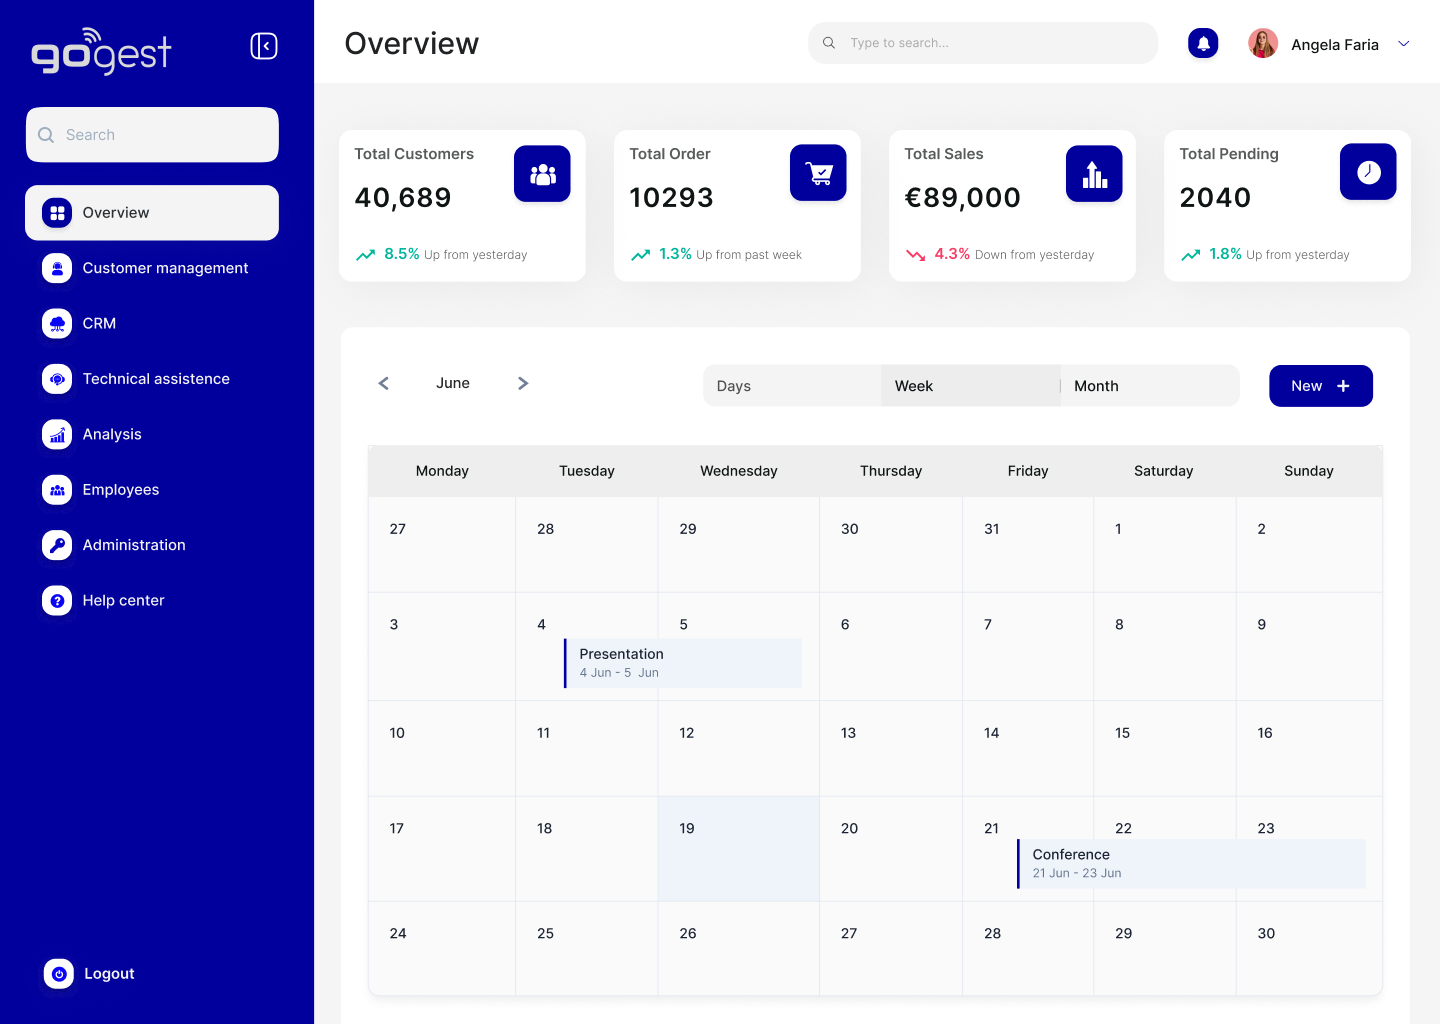 gogest
Search
Overview
Customer management
CRM
Technical assistence
Analysis
Employees
Administration
Help center
Logout
Overview
Type to search...
Angela Faria
Total Customers
40,689
8.5% Up from yesterday
Total Order
10293
1.3% Up from past week
Total Sales
€89,000
4.3% Down from yesterday
Total Pending
2040
1.8% Up from yesterday
< June >
Days Week Month
New +
Monday Tuesday Wednesday Thursday Friday Saturday Sunday
27 28 29 30 31 1 2
3 4 5 6 7 8 9
Presentation
4 Jun - 5 Jun
10 11 12 13 14 15 16
17 18 19 20 21 22 23
Conference
21 Jun - 23 Jun
24 25 26 27 28 29 30